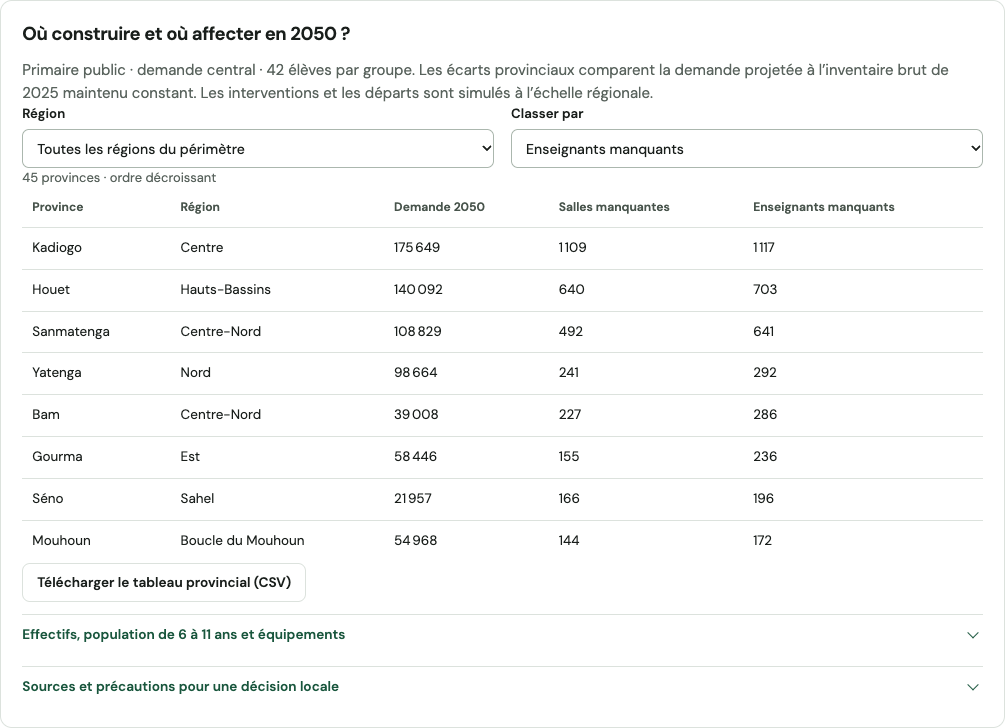 Où construire et où affecter en 2050 ?
Primaire public · demande central · 42 élèves par groupe. Les écarts provinciaux comparent la demande projetée à l’inventaire brut de
2025 maintenu constant. Les interventions et les départs sont simulés à l’échelle régionale.
Région Classer par
Toutes les régions du périmètre Enseignants manquants
45 provinces · ordre décroissant
Province Région Demande 2050 Salles manquantes Enseignants manquants
Kadiogo Centre 175 649 1 109 1 117
Houet Hauts-Bassins 140 092 640 703
Sanmatenga Centre-Nord 108 829 492 641
Yatenga Nord 98 664 241 292
Bam Centre-Nord 39 008 227 286
Gourma Est 58 446 155 236
Séno Sahel 21 957 166 196
Mouhoun Boucle du Mouhoun 54 968 144 172
Télécharger le tableau provincial (CSV)
Effectifs, population de 6 à 11 ans et équipements
Sources et précautions pour une décision locale